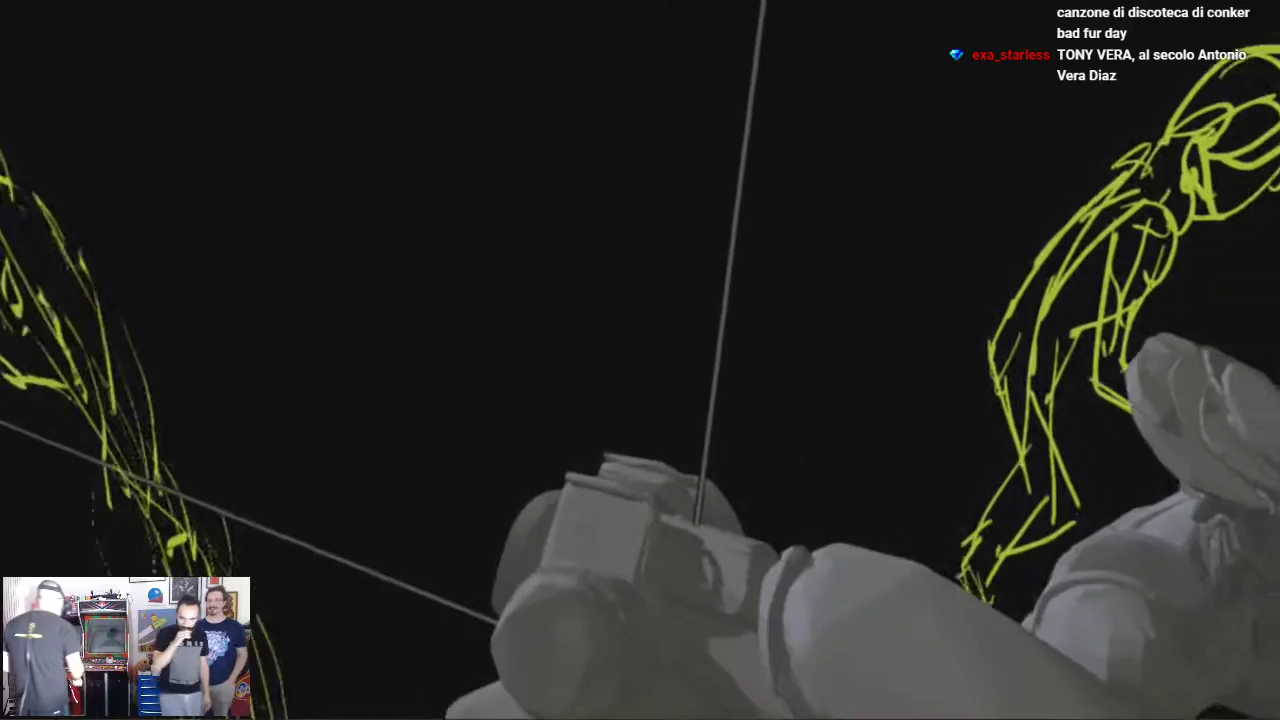 canzone di discoteca di conker
bad fur day
exa_starless TONY VERA, al secolo Antonio
Vera Diaz